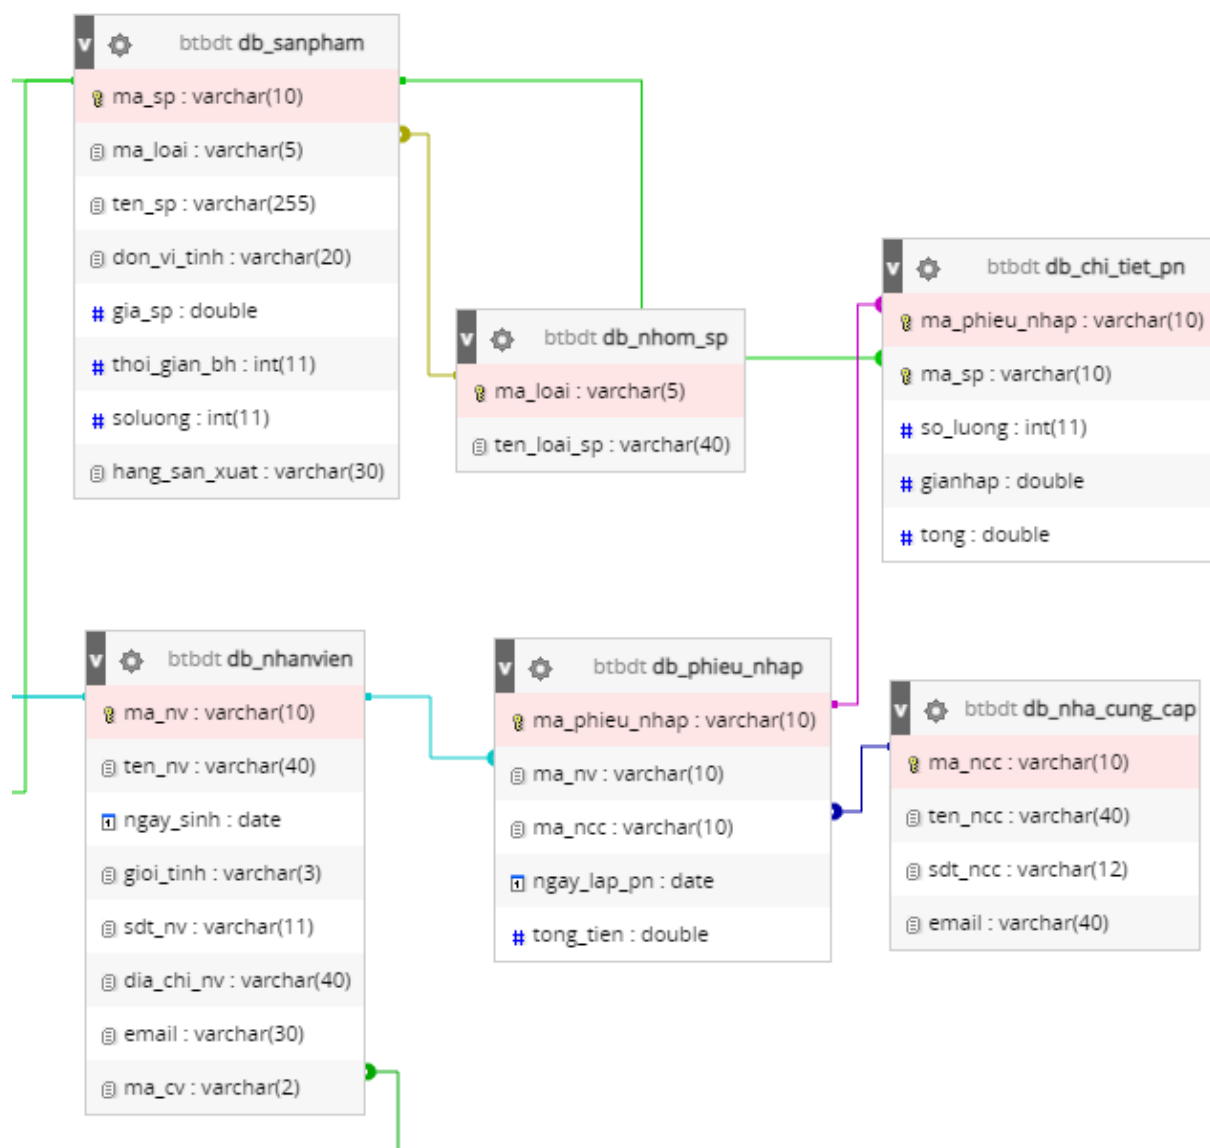 v btbdt db_sanpham
ma_sp : varchar(10)
ma_loai : varchar(5)
ten_sp : varchar(255)
don_vi_tinh : varchar(20)
# gia_sp : double
# thoi_gian_bh : int(11)
# soluong : int(11)
hang_san_xuat : varchar(30)
v btbdt db_nhom_sp
ma_loai : varchar(5)
ten_loai_sp : varchar(40)
v btbdt db_chi_tiet_pn
ma_phieu_nhap : varchar(10)
ma_sp : varchar(10)
# so_luong : int(11)
# gianhap : double
# tong : double
v btbdt db_nhanvien
ma_nv : varchar(10)
ten_nv : varchar(40)
ngay_sinh : date
gioi_tinh : varchar(3)
sdt_nv : varchar(11)
dia_chi_nv : varchar(40)
email : varchar(30)
ma_cv : varchar(2)
v btbdt db_phieu_nhap
ma_phieu_nhap : varchar(10)
ma_nv : varchar(10)
ma_ncc : varchar(10)
ngay_lap_pn : date
# tong_tien : double
v btbdt db_nha_cung_cap
ma_ncc : varchar(10)
ten_ncc : varchar(40)
sdt_ncc : varchar(12)
email : varchar(40)